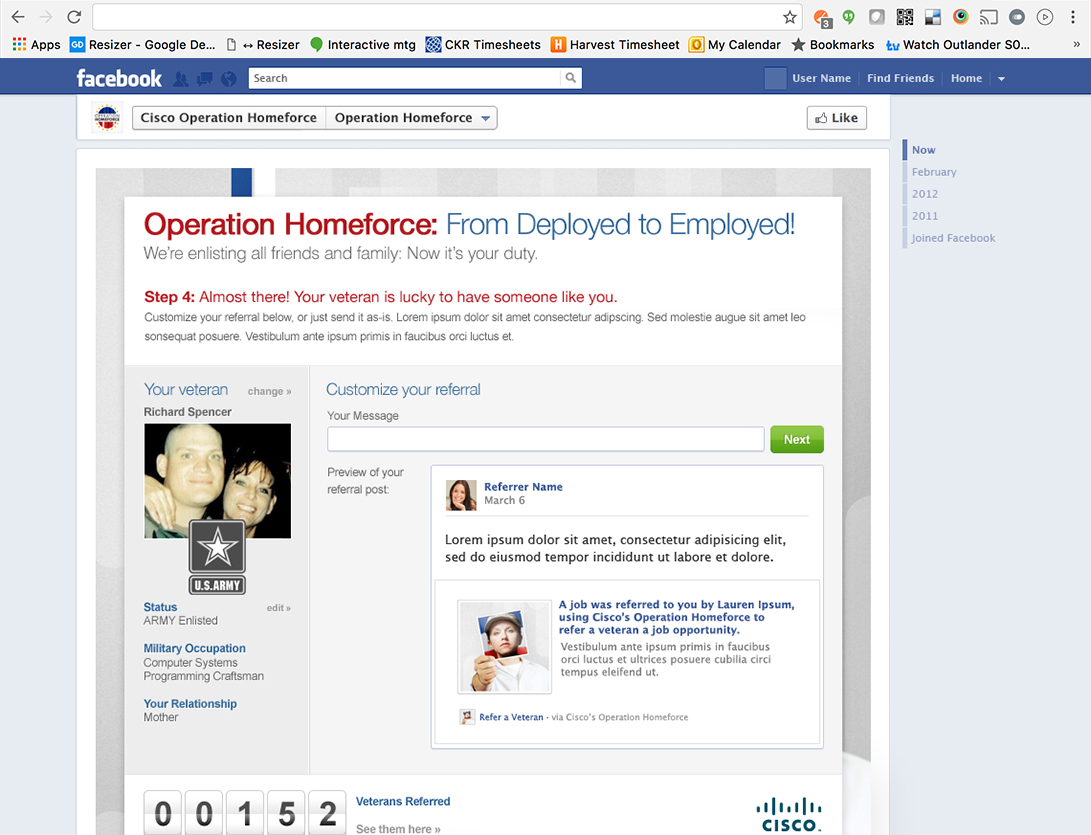 3
Apps
GD Resizer - Google De...
↔ Resizer
Interactive mtg
CKR Timesheets
H Harvest Timesheet
O My Calendar
Bookmarks
tv Watch Outlander S0...
»
facebook
Search
User Name
Find Friends
Home
OPERATION HOMEFORCE
Cisco Operation Homeforce
Operation Homeforce
Like
Now
February
2012
2011
Joined Facebook
Operation Homeforce: From Deployed to Employed!
We're enlisting all friends and family: Now it's your duty.
Step 4: Almost there! Your veteran is lucky to have someone like you.
Customize your referral below, or just send it as-is. Lorem ipsum dolor sit amet consectetur adipscing. Sed molestie augue sit amet leo
sonsequat posuere. Vestibulum ante ipsum primis in faucibus orci luctus et.
Your veteran
change »
Richard Spencer
U.S.ARMY
Status
edit »
ARMY Enlisted
Military Occupation
Computer Systems
Programming Craftsman
Your Relationship
Mother
Customize your referral
Your Message
Next
Preview of your
referral post:
Referrer Name
March 6
Lorem ipsum dolor sit amet, consectetur adipisicing elit,
sed do eiusmod tempor incididunt ut labore et dolore.
A job was referred to you by Lauren Ipsum,
using Cisco's Operation Homeforce to
refer a veteran a job opportunity.
Vestibulum ante ipsum primis in faucibus
orci luctus et ultrices posuere cubilia circi
tempus eleifend ut.
Refer a Veteran - via Cisco's Operation Homeforce
00152
Veterans Referred
See them here »
CISCO.